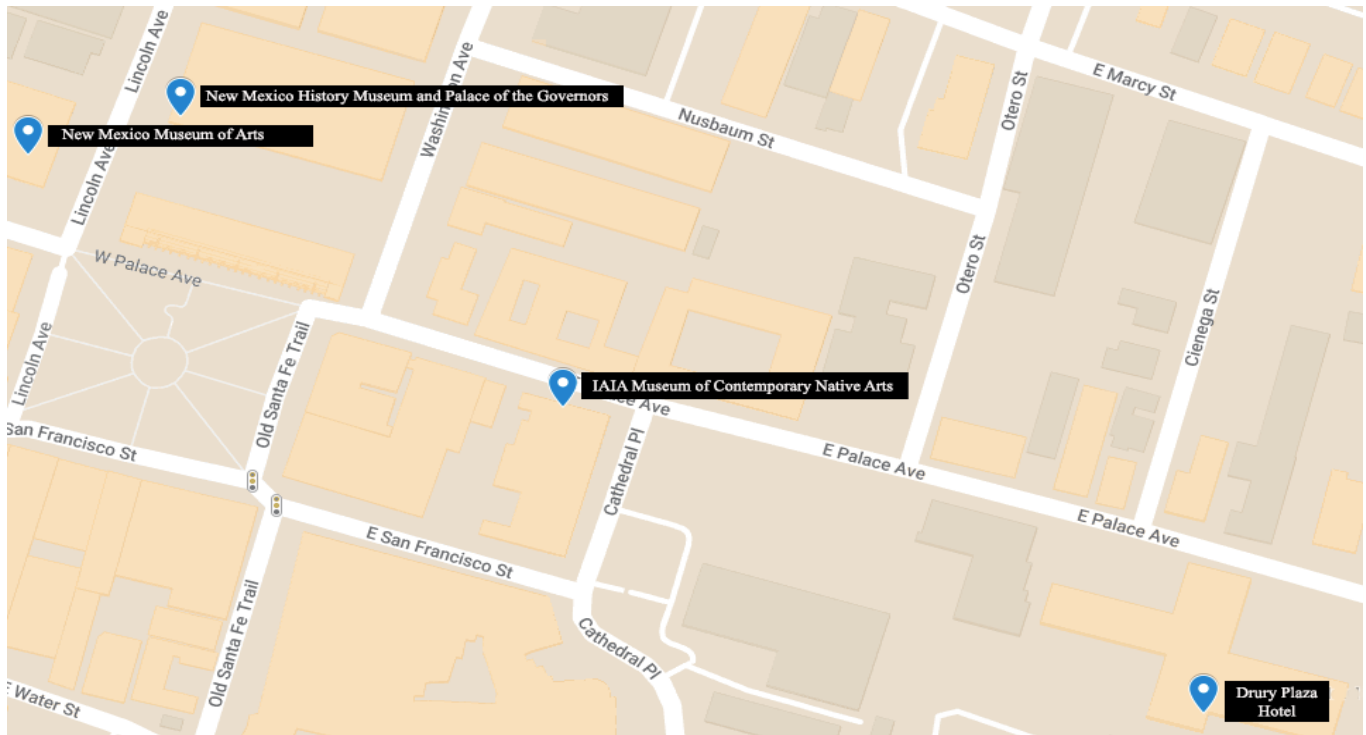 Lincoln Ave
Washington Ave
New Mexico History Museum and Palace of the Governors
New Mexico Museum of Arts
Lincoln Ave
Nusbaum St
Otero St
E Marcy St
W Palace Ave
Otero St
Cienega St
Lincoln Ave
Old Santa Fe Trail
IAIA Museum of Contemporary Native Arts
Ave
San Francisco St
Cathedral Pl
E Palace Ave
E Palace Ave
E San Francisco St
Old Santa Fe Trail
Cathedral Pl
E Water St
Drury Plaza
Hotel